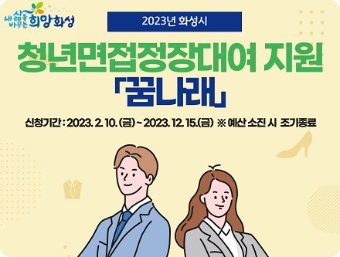 내 삶을 바꾸는 희망화성
2023년 화성시
청년면접정장대여 지원
「꿈나래」
신청기간 : 2023. 2. 10. (금) ~ 2023. 12. 15.(금) ※ 예산 소진 시 조기종료